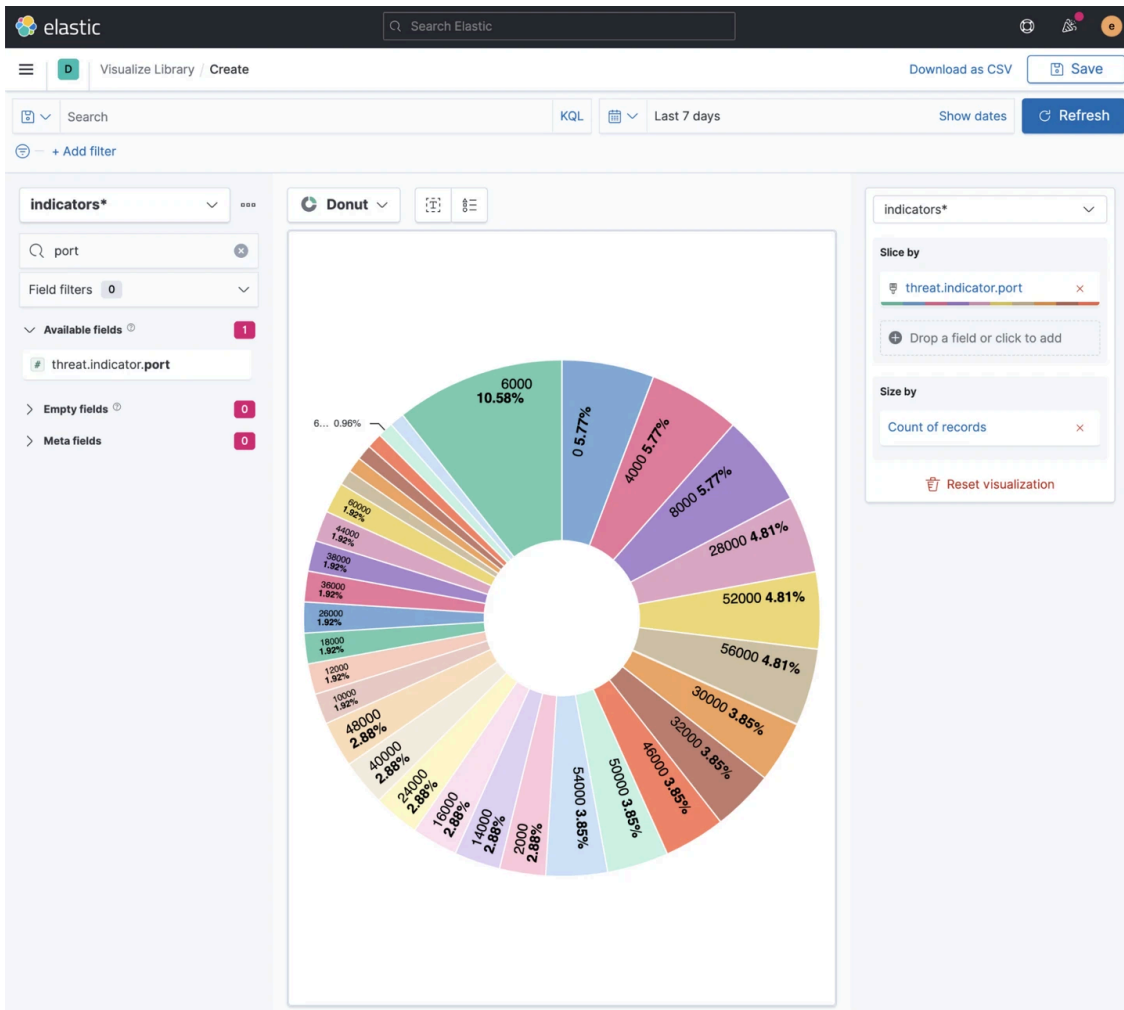 elastic
Search Elastic
e
D
Visualize Library / Create
Download as CSV
Save
Search
KQL
Last 7 days
Show dates
Refresh
+ Add filter
indicators*
port
Field filters 0
Available fields 1
# threat.indicator.port
Empty fields 0
Meta fields 0
Donut
6000
10.58%
0 5.77%
4000 5.77%
8000 5.77%
28000 4.81%
52000 4.81%
56000 4.81%
30000 3.85%
32000 3.85%
46000 3.85%
50000 3.85%
54000 3.85%
2000
2.88%
14000
2.88%
16000
2.88%
24000
2.88%
40000
2.88%
48000
2.88%
10000
1.92%
12000
1.92%
18000
1.92%
26000
1.92%
36000
1.92%
38000
1.92%
44000
1.92%
60000
1.92%
6... 0.96%
indicators*
Slice by
threat.indicator.port
Drop a field or click to add
Size by
Count of records
Reset visualization